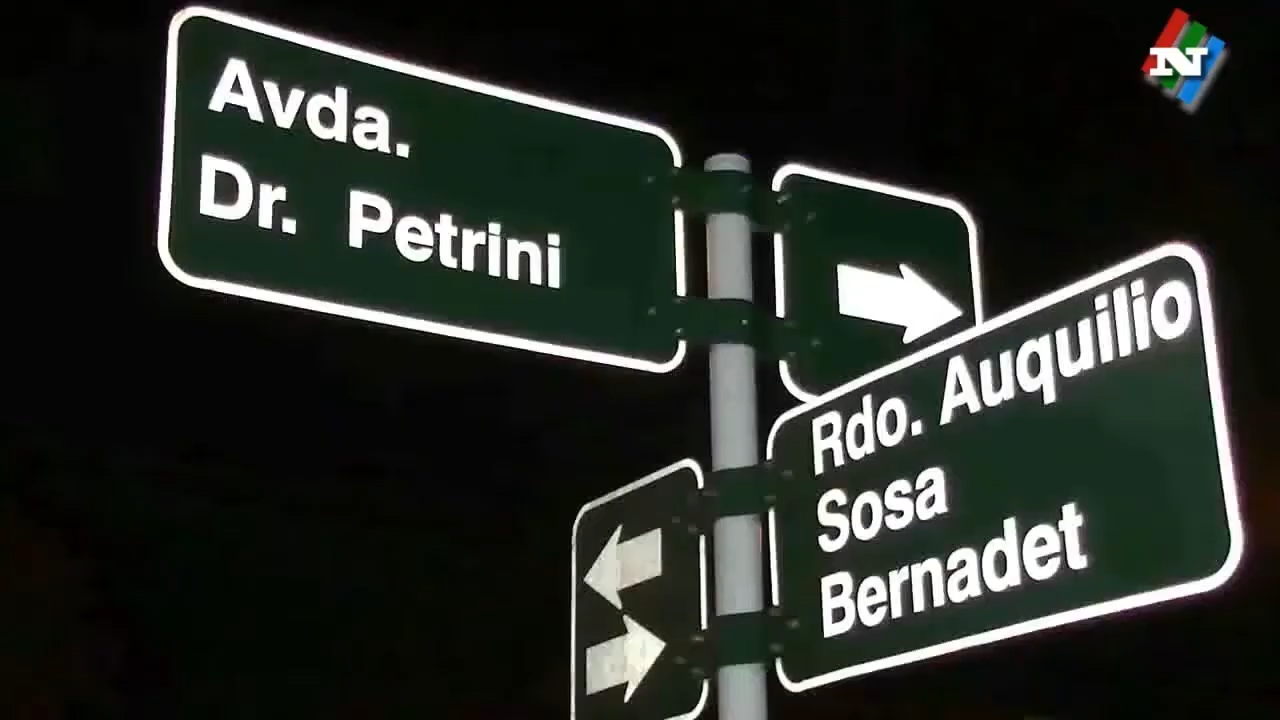 Avda.
Dr. Petrini
Rdo. Auquilio
Sosa
Bernadet
N